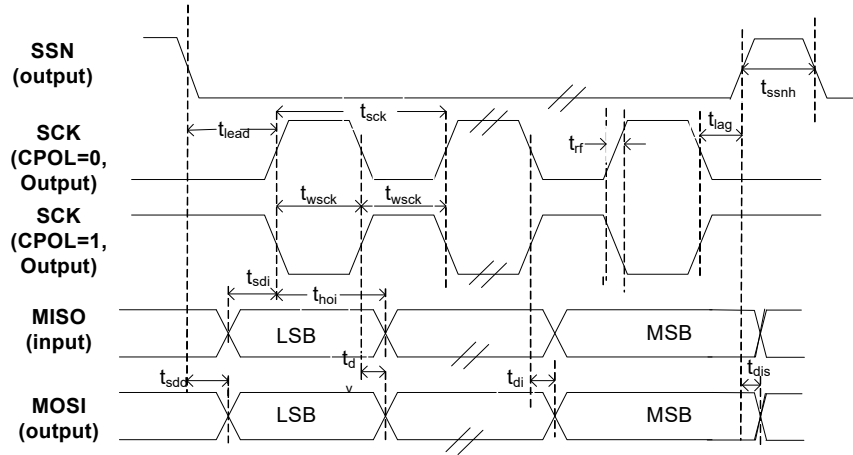 SSN
(output)
t_ssnh
t_sck
t_lag
t_lead
SCK
(CPOL=0,
Output)
t_rf
t_wsck t_wsck
SCK
(CPOL=1,
Output)
t_sdi
t_hoi
MISO
(input)
LSB
MSB
t_d
v
t_sdd
t_di
t_dis
MOSI
(output)
LSB
MSB